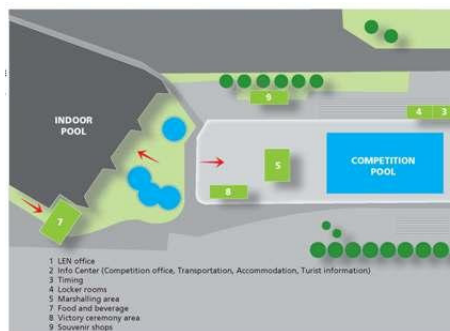 9
4 3
INDOOR
POOL
5
COMPETITION
POOL
8
7
1 LEN office
2 Info Center (Competition office, Transportation, Accommodation, Turist information)
3 Timing
4 Locker rooms
5 Marshalling area
7 Food and beverage
8 Victory ceremony area
9 Souvenir shops